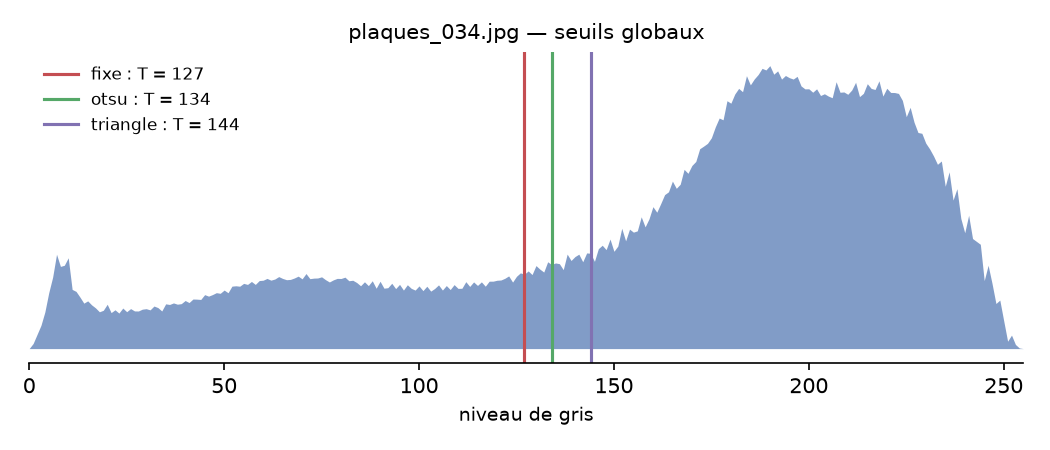 plaques_034.jpg — seuils globaux
fixe : T = 127
otsu : T = 134
triangle : T = 144
0 50 100 150 200 250
niveau de gris